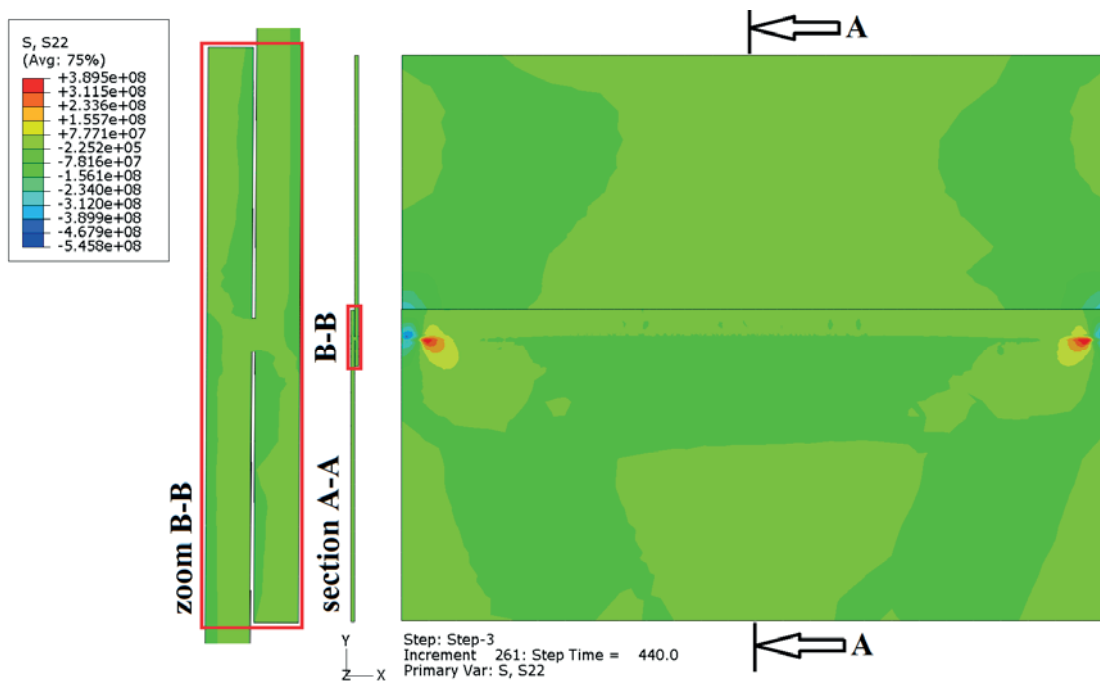 S, S22
(Avg: 75%)
+3.895e+08
+3.115e+08
+2.336e+08
+1.557e+08
+7.771e+07
-2.252e+05
-7.816e+07
-1.561e+08
-2.340e+08
-3.120e+08
-3.899e+08
-4.679e+08
-5.458e+08
zoom B-B
B-B
section A-A
A
A
Y
Z X
Step: Step-3
Increment 261: Step Time = 440.0
Primary Var: S, S22